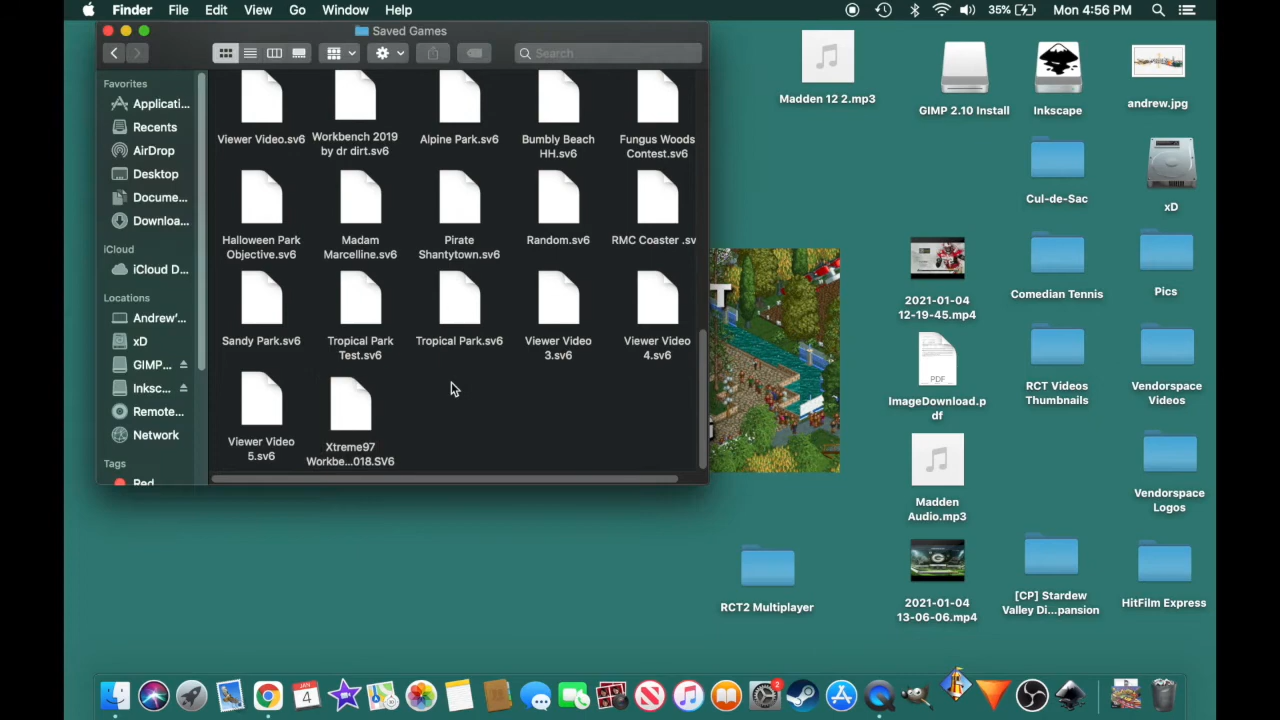 Finder File Edit View Go Window Help 35% Mon 4:56 PM
Saved Games
Search
Favorites
Applicati...
Recents
AirDrop
Desktop
Docume...
Downloa...
iCloud
iCloud D...
Locations
Andrew'...
xD
GIMP...
Inksc...
Remote...
Network
Tags
Red
Viewer Video.sv6
Workbench 2019
by dr dirt.sv6
Alpine Park.sv6
Bumbly Beach
HH.sv6
Fungus Woods
Contest.sv6
Halloween Park
Objective.sv6
Madam
Marcelline.sv6
Pirate
Shantytown.sv6
Random.sv6
RMC Coaster .sv
Sandy Park.sv6
Tropical Park
Test.sv6
Tropical Park.sv6
Viewer Video
3.sv6
Viewer Video
4.sv6
Viewer Video
5.sv6
Xtreme97
Workbe...018.SV6
T
Madden 12 2.mp3
GIMP 2.10 Install
Inkscape
andrew.jpg
Cul-de-Sac
xD
2021-01-04
12-19-45.mp4
Comedian Tennis
Pics
PDF
ImageDownload.p
df
RCT Videos
Thumbnails
Vendorspace
Videos
Madden
Audio.mp3
Vendorspace
Logos
RCT2 Multiplayer
2021-01-04
13-06-06.mp4
[CP] Stardew
Valley Di...pansion
HitFilm Express
JAN
4
2